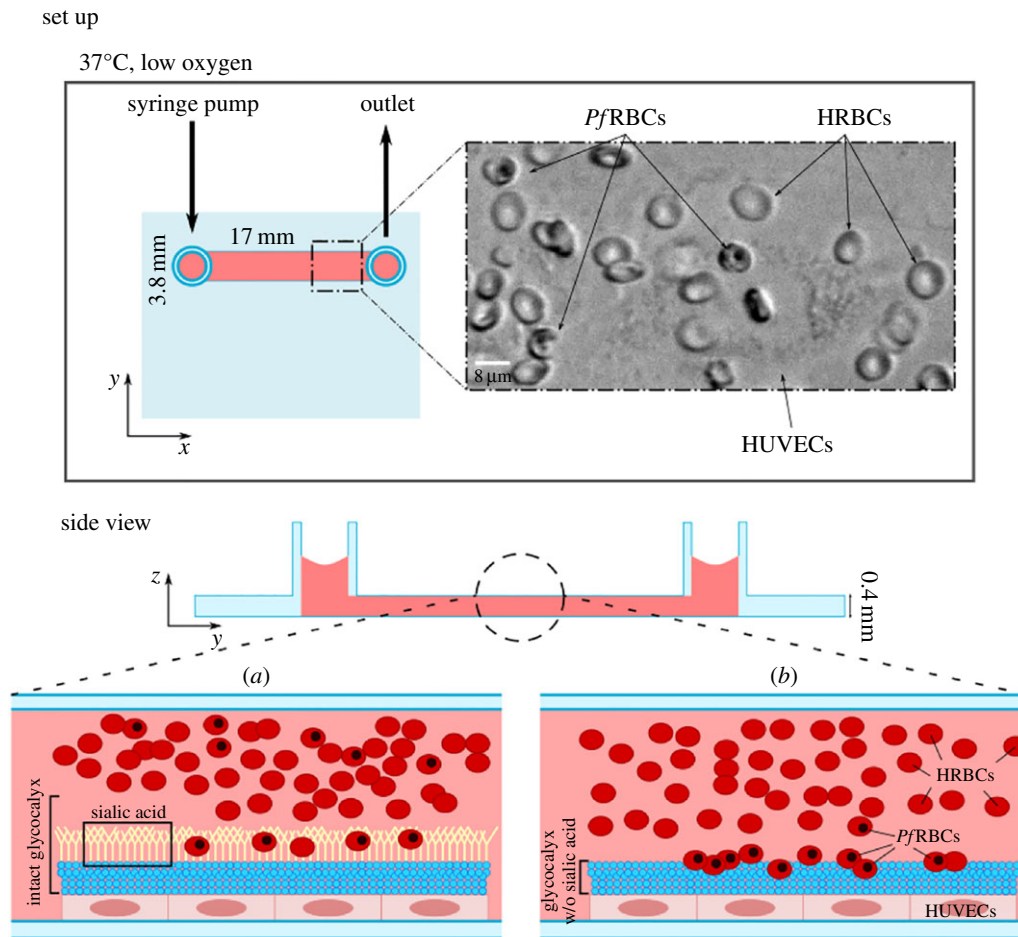 set up
37°C, low oxygen
syringe pump
outlet
PfRBCs
HRBCs
17 mm
3.8 mm
8 µm
y
x
HUVECs
side view
z
y
0.4 mm
(a)
(b)
intact glycocalyx
sialic acid
HRBCs
PfRBCs
glycocalyx
w/o sialic acid
HUVECs